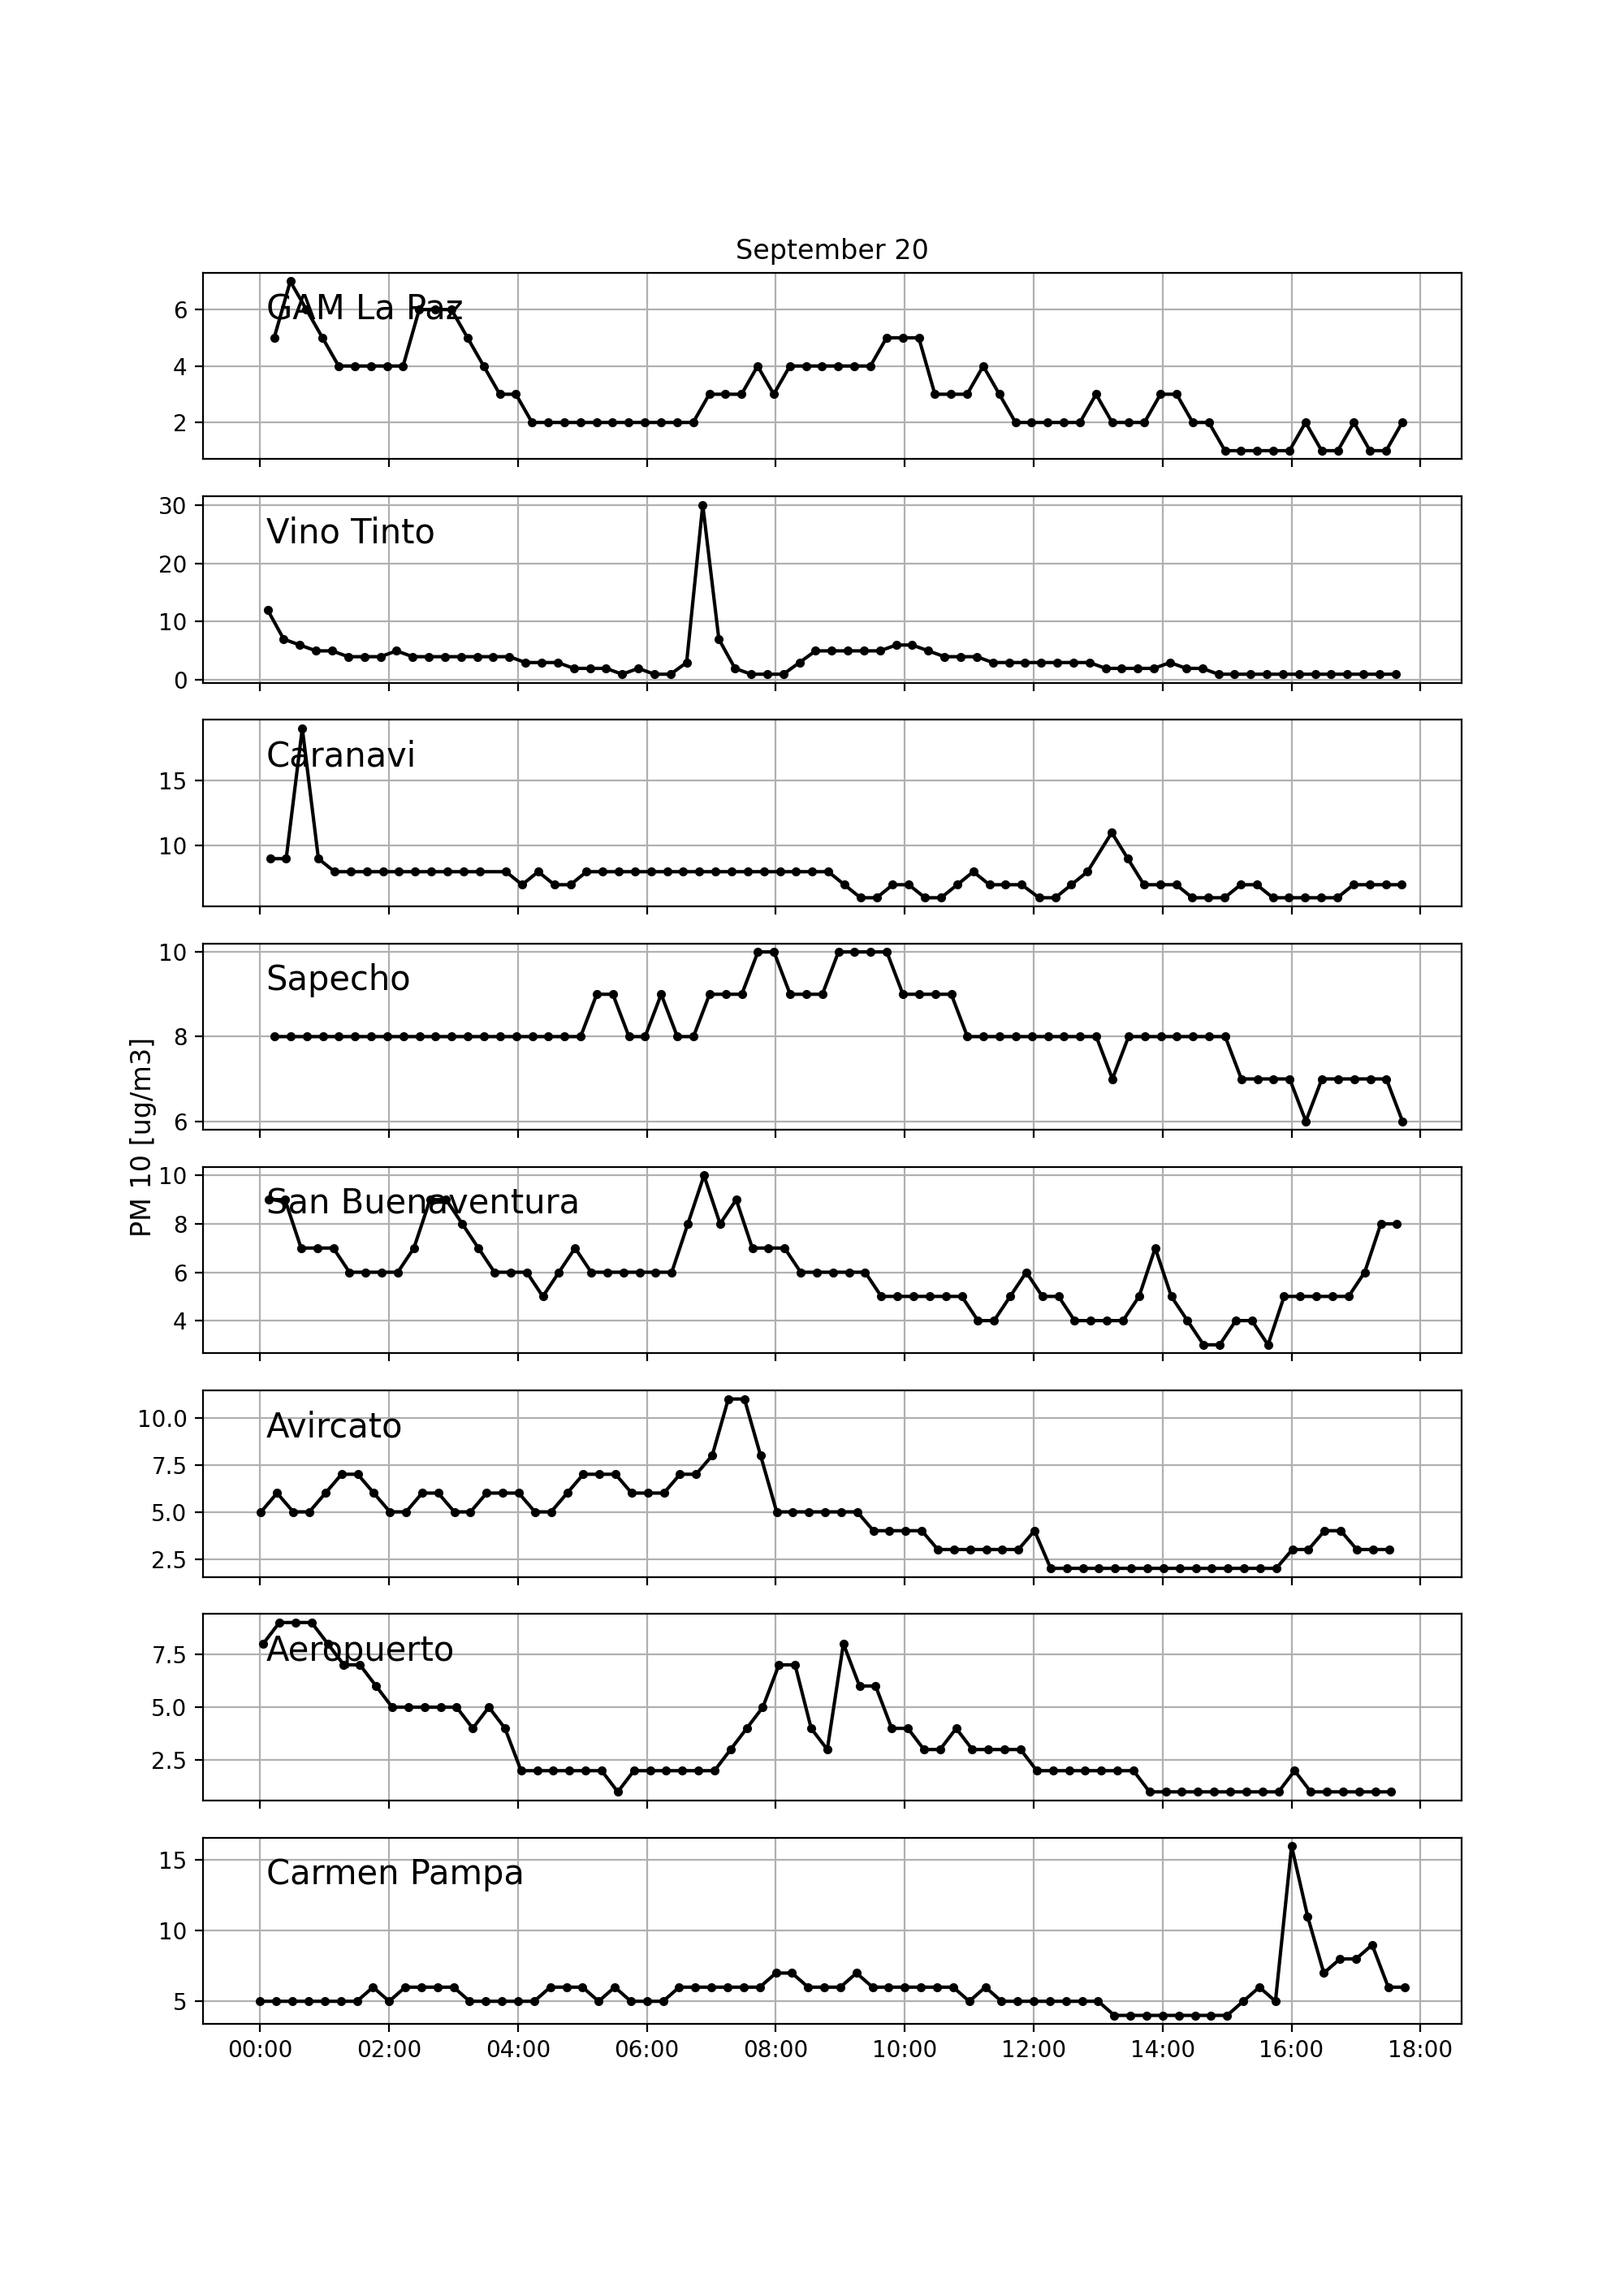 September 20
GAM La Paz
6
4
2
Vino Tinto
30
20
10
0
Caranavi
15
10
Sapecho
10
8
6
PM 10 [ug/m3]
San Buenaventura
10
8
6
4
Avircato
10.0
7.5
5.0
2.5
Aeropuerto
7.5
5.0
2.5
Carmen Pampa
15
10
5
00:00 02:00 04:00 06:00 08:00 10:00 12:00 14:00 16:00 18:00